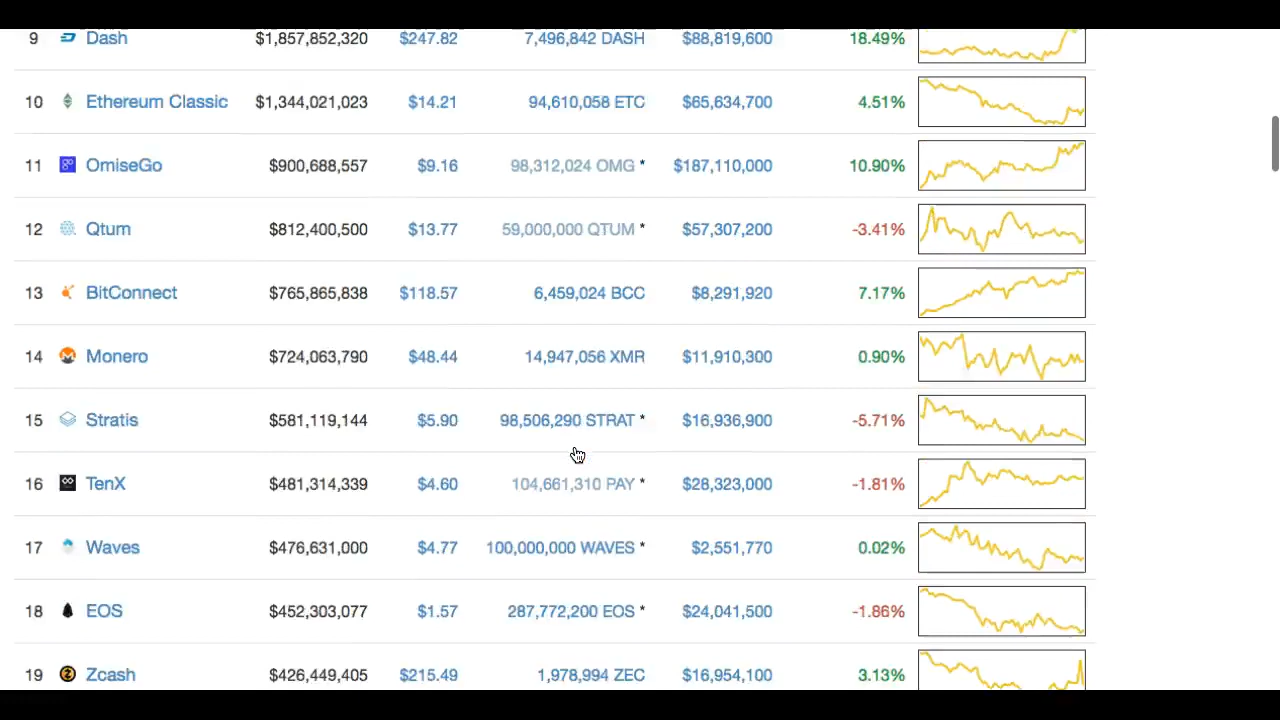 9 Dash $1,857,852,320 $247.82 7,496,842 DASH $88,819,600 18.49%
10 Ethereum Classic $1,344,021,023 $14.21 94,610,058 ETC $65,634,700 4.51%
11 OmiseGo $900,688,557 $9.16 98,312,024 OMG * $187,110,000 10.90%
12 Qtum $812,400,500 $13.77 59,000,000 QTUM * $57,307,200 -3.41%
13 BitConnect $765,865,838 $118.57 6,459,024 BCC $8,291,920 7.17%
14 Monero $724,063,790 $48.44 14,947,056 XMR $11,910,300 0.90%
15 Stratis $581,119,144 $5.90 98,506,290 STRAT * $16,936,900 -5.71%
16 TenX $481,314,339 $4.60 104,661,310 PAY * $28,323,000 -1.81%
17 Waves $476,631,000 $4.77 100,000,000 WAVES * $2,551,770 0.02%
18 EOS $452,303,077 $1.57 287,772,200 EOS * $24,041,500 -1.86%
19 Zcash $426,449,405 $215.49 1,978,994 ZEC $16,954,100 3.13%